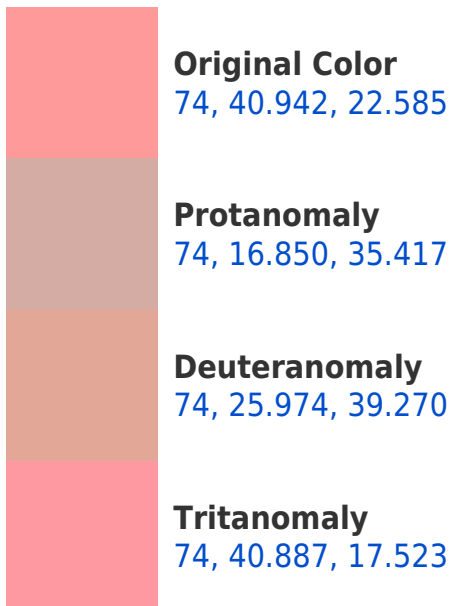 Original Color
74, 40.942, 22.585
Protanomaly
74, 16.850, 35.417
Deuteranomaly
74, 25.974, 39.270
Tritanomaly
74, 40.887, 17.523